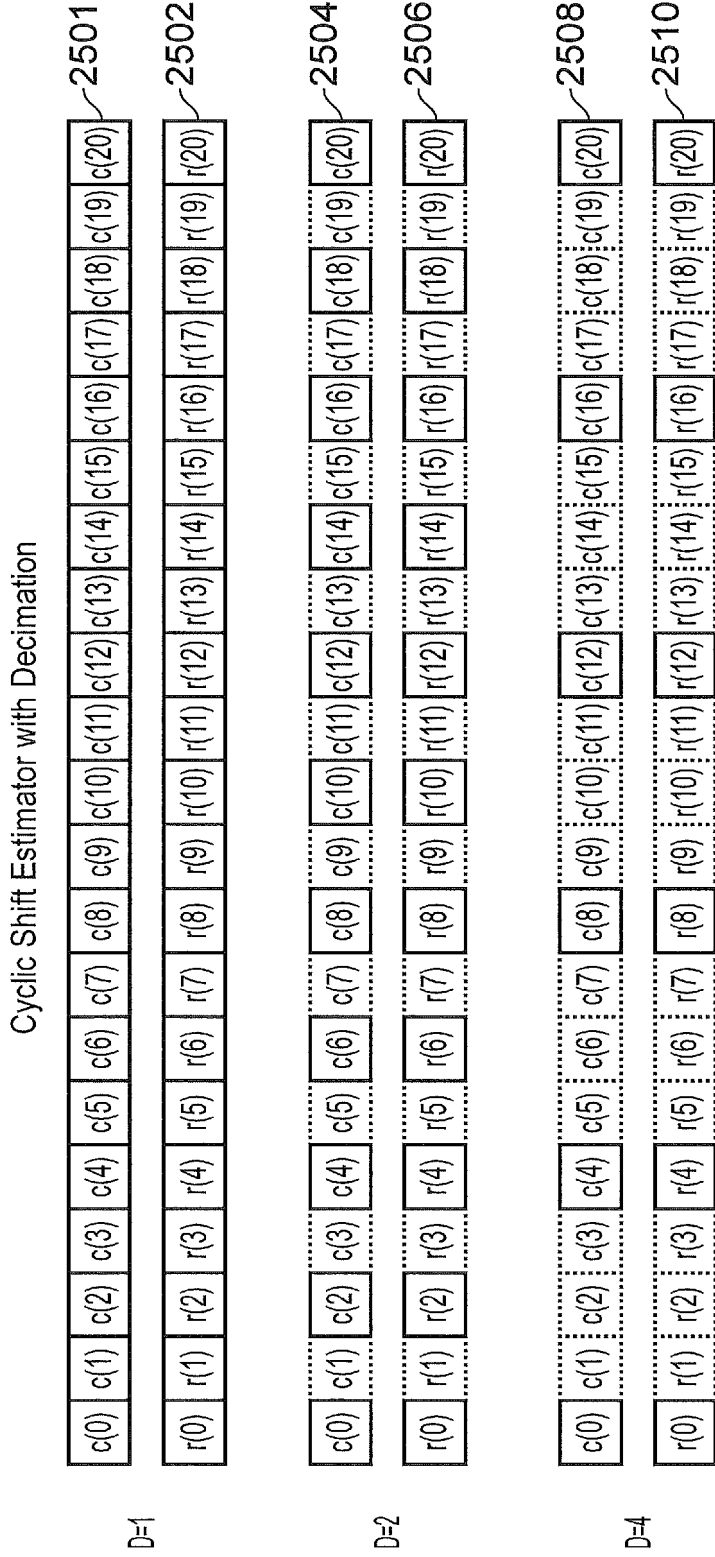 Cyclic Shift Estimator with Decimation
D=1
c(0) c(1) c(2) c(3) c(4) c(5) c(6) c(7) c(8) c(9) c(10) c(11) c(12) c(13) c(14) c(15) c(16) c(17) c(18) c(19) c(20) 2501
r(0) r(1) r(2) r(3) r(4) r(5) r(6) r(7) r(8) r(9) r(10) r(11) r(12) r(13) r(14) r(15) r(16) r(17) r(18) r(19) r(20) 2502
D=2
c(0) c(1) c(2) c(3) c(4) c(5) c(6) c(7) c(8) c(9) c(10) c(11) c(12) c(13) c(14) c(15) c(16) c(17) c(18) c(19) c(20) 2504
r(0) r(1) r(2) r(3) r(4) r(5) r(6) r(7) r(8) r(9) r(10) r(11) r(12) r(13) r(14) r(15) r(16) r(17) r(18) r(19) r(20) 2506
D=4
c(0) c(1) c(2) c(3) c(4) c(5) c(6) c(7) c(8) c(9) c(10) c(11) c(12) c(13) c(14) c(15) c(16) c(17) c(18) c(19) c(20) 2508
r(0) r(1) r(2) r(3) r(4) r(5) r(6) r(7) r(8) r(9) r(10) r(11) r(12) r(13) r(14) r(15) r(16) r(17) r(18) r(19) r(20) 2510